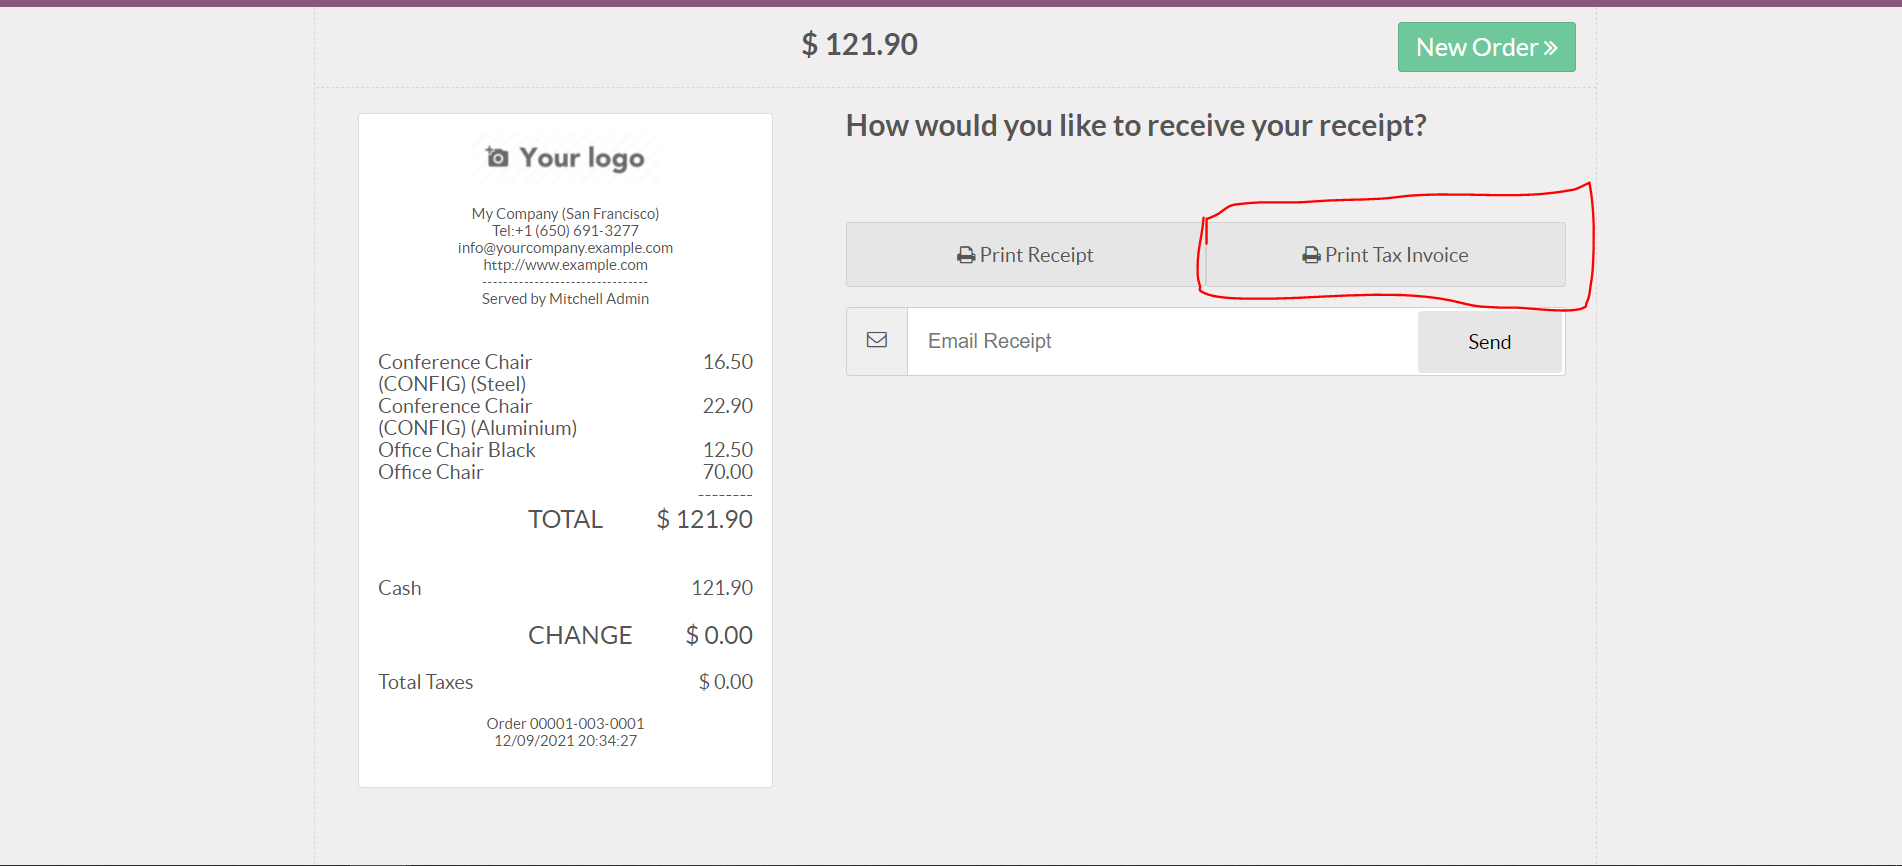 $ 121.90
New Order »
Your logo
My Company (San Francisco)
Tel:+1 (650) 691-3277
info@yourcompany.example.com
http://www.example.com
--------------------------------
Served by Mitchell Admin
Conference Chair 16.50
(CONFIG) (Steel)
Conference Chair 22.90
(CONFIG) (Aluminium)
Office Chair Black 12.50
Office Chair 70.00
--------
TOTAL $ 121.90
Cash 121.90
CHANGE $ 0.00
Total Taxes $ 0.00
Order 00001-003-0001
12/09/2021 20:34:27
How would you like to receive your receipt?
Print Receipt
Print Tax Invoice
Email Receipt
Send